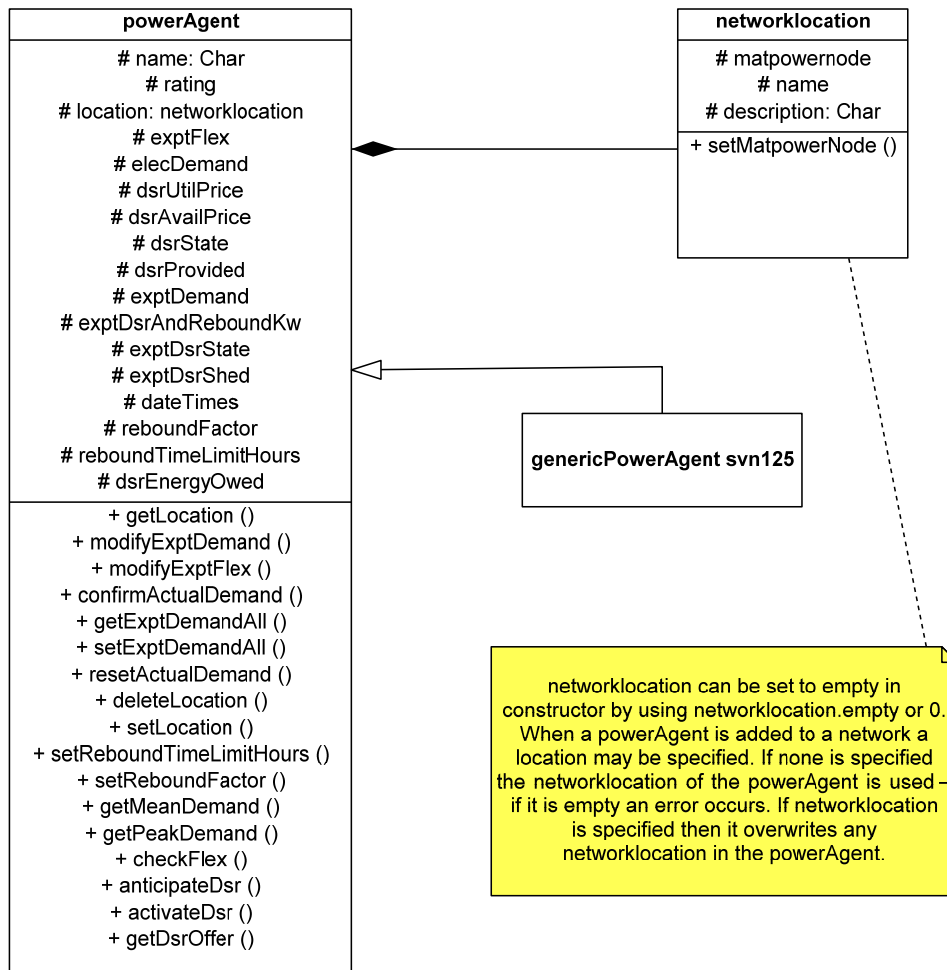 powerAgent
# name: Char
# rating
# location: networklocation
# exptFlex
# elecDemand
# dsrUtilPrice
# dsrAvailPrice
# dsrState
# dsrProvided
# exptDemand
# exptDsrAndReboundKw
# exptDsrState
# exptDsrShed
# dateTimes
# reboundFactor
# reboundTimeLimitHours
# dsrEnergyOwed
+ getLocation ()
+ modifyExptDemand ()
+ modifyExptFlex ()
+ confirmActualDemand ()
+ getExptDemandAll ()
+ setExptDemandAll ()
+ resetActualDemand ()
+ deleteLocation ()
+ setLocation ()
+ setReboundTimeLimitHours ()
+ setReboundFactor ()
+ getMeanDemand ()
+ getPeakDemand ()
+ checkFlex ()
+ anticipateDsr ()
+ activateDsr ()
+ getDsrOffer ()
networklocation
# matpowernode
# name
# description: Char
+ setMatpowerNode ()
genericPowerAgent svn125
networklocation can be set to empty in
constructor by using networklocation.empty or 0.
When a powerAgent is added to a network a
location may be specified. If none is specified
the networklocation of the powerAgent is used –
if it is empty an error occurs. If networklocation
is specified then it overwrites any
networklocation in the powerAgent.